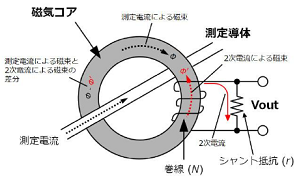 磁気コア
測定電流による磁束
測定導体
測定電流による磁束と
2次電流による磁束の
差分
2次電流による磁束
Φ
Φ'
Φ-Φ'
Vout
測定電流
2次電流
巻線 (N)
シャント抵抗 (r)